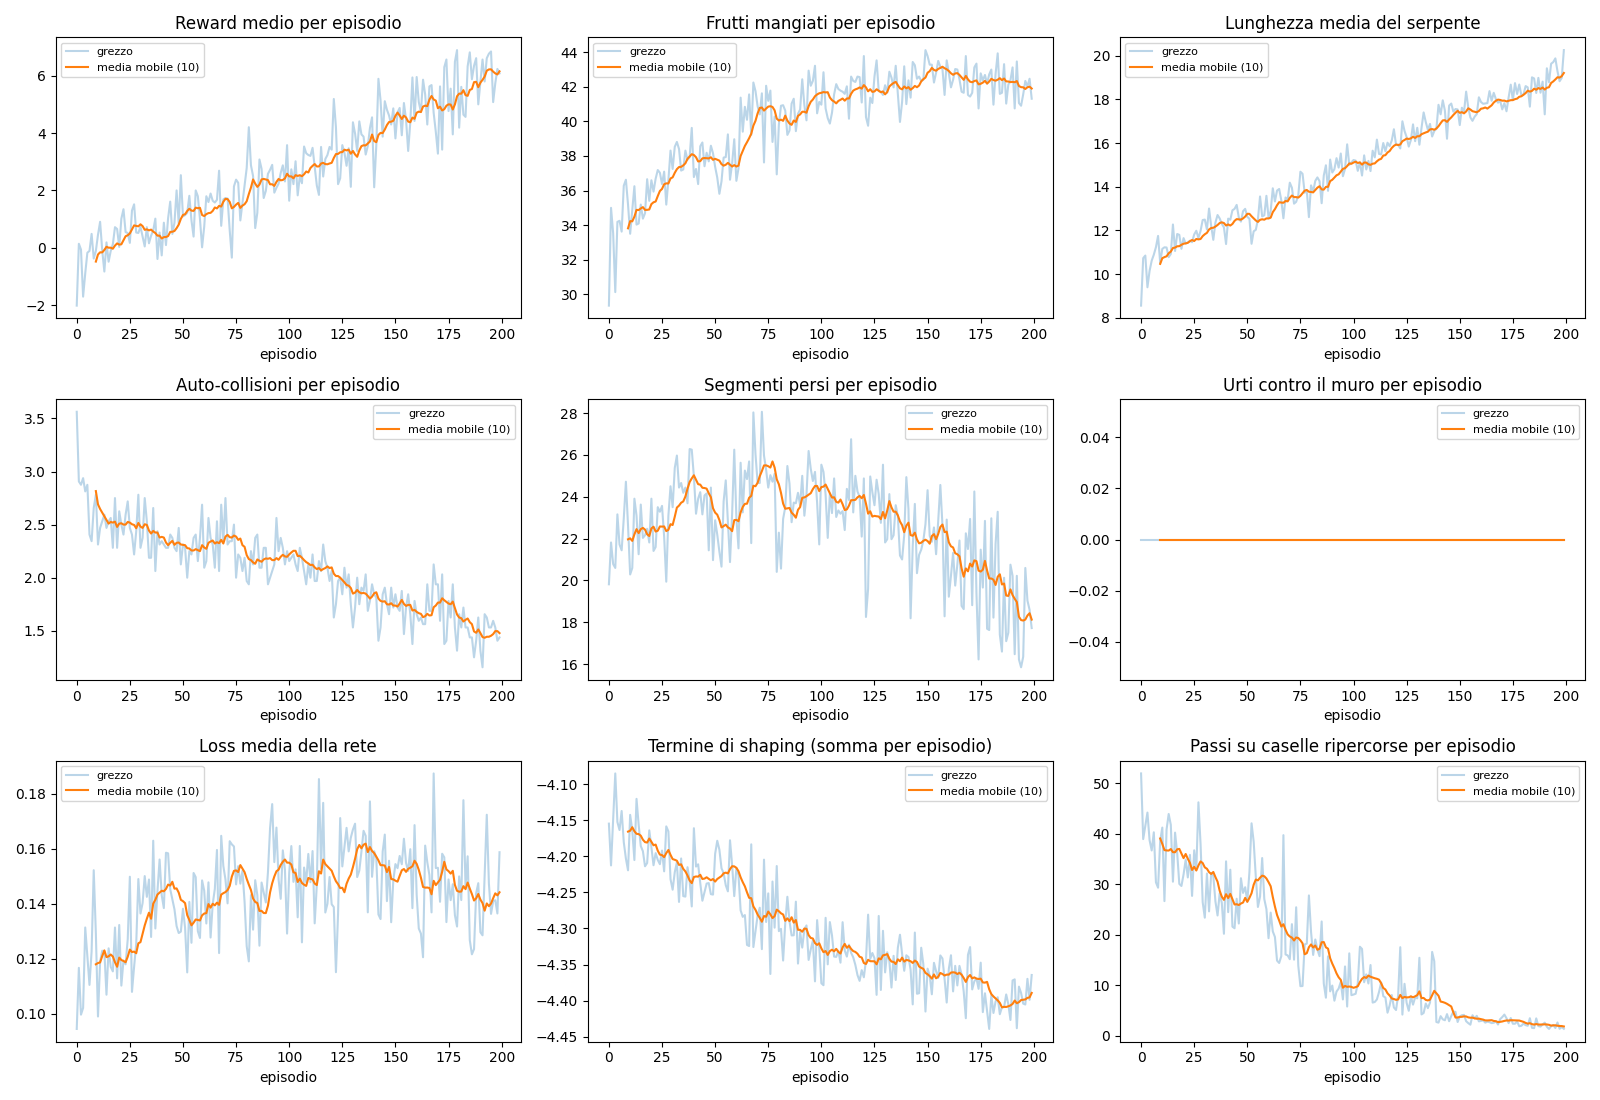 Reward medio per episodio
grezzo
media mobile (10)
6
4
2
0
−2
0 25 50 75 100 125 150 175 200
episodio
Frutti mangiati per episodio
grezzo
media mobile (10)
44
42
40
38
36
34
32
30
0 25 50 75 100 125 150 175 200
episodio
Lunghezza media del serpente
grezzo
media mobile (10)
20
18
16
14
12
10
8
0 25 50 75 100 125 150 175 200
episodio
Auto-collisioni per episodio
grezzo
media mobile (10)
3.5
3.0
2.5
2.0
1.5
0 25 50 75 100 125 150 175 200
episodio
Segmenti persi per episodio
grezzo
media mobile (10)
28
26
24
22
20
18
16
0 25 50 75 100 125 150 175 200
episodio
Urti contro il muro per episodio
grezzo
media mobile (10)
0.04
0.02
0.00
−0.02
−0.04
0 25 50 75 100 125 150 175 200
episodio
Loss media della rete
grezzo
media mobile (10)
0.18
0.16
0.14
0.12
0.10
0 25 50 75 100 125 150 175 200
episodio
Termine di shaping (somma per episodio)
grezzo
media mobile (10)
−4.10
−4.15
−4.20
−4.25
−4.30
−4.35
−4.40
−4.45
0 25 50 75 100 125 150 175 200
episodio
Passi su caselle ripercorse per episodio
grezzo
media mobile (10)
50
40
30
20
10
0
0 25 50 75 100 125 150 175 200
episodio